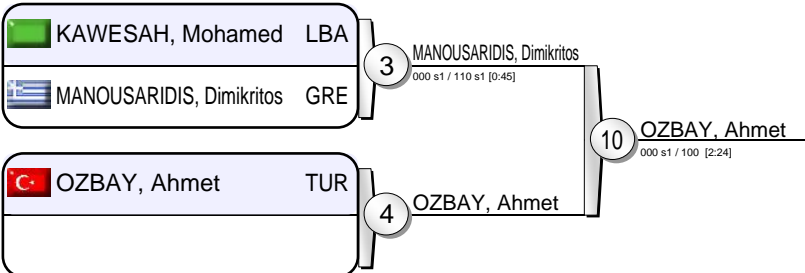 KAWESAH, Mohamed LBA
MANOUSARIDIS, Dimikritos GRE
3
MANOUSARIDIS, Dimikritos
000 s1 / 110 s1 [0:45]
10
OZBAY, Ahmet
000 s1 / 100 [2:24]
OZBAY, Ahmet TUR
4
OZBAY, Ahmet